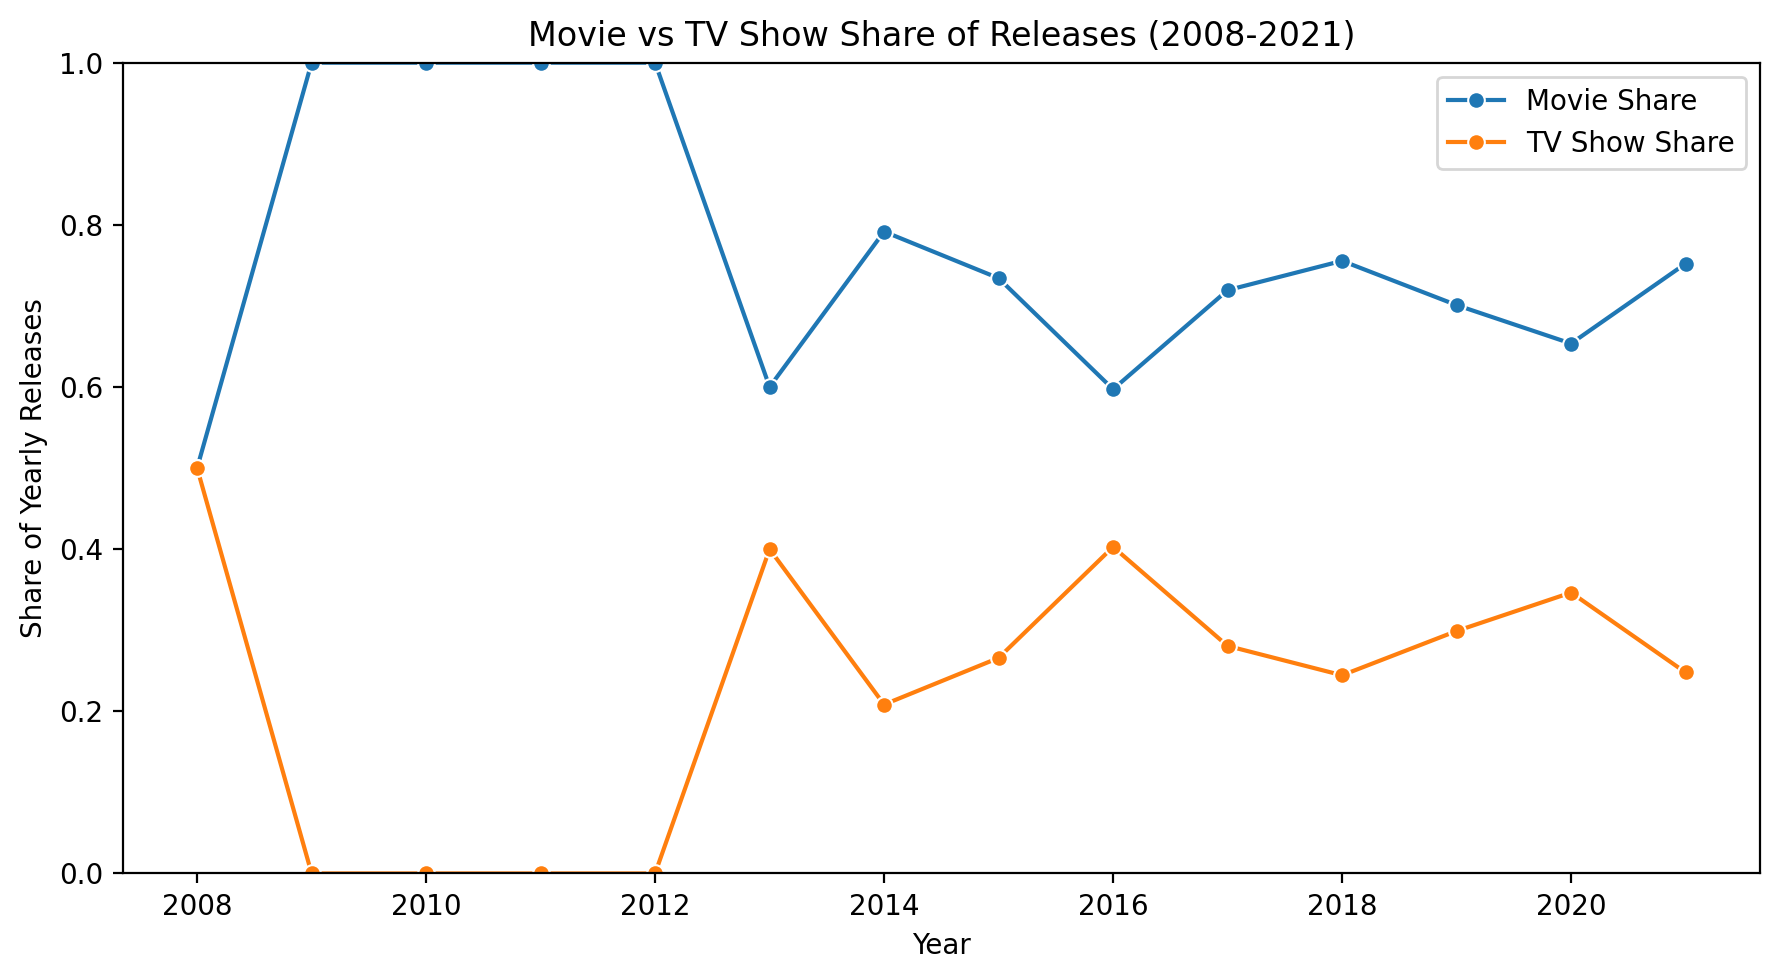 Movie vs TV Show Share of Releases (2008-2021)
Movie Share
TV Show Share
Share of Yearly Releases
1.0
0.8
0.6
0.4
0.2
0.0
2008 2010 2012 2014 2016 2018 2020
Year